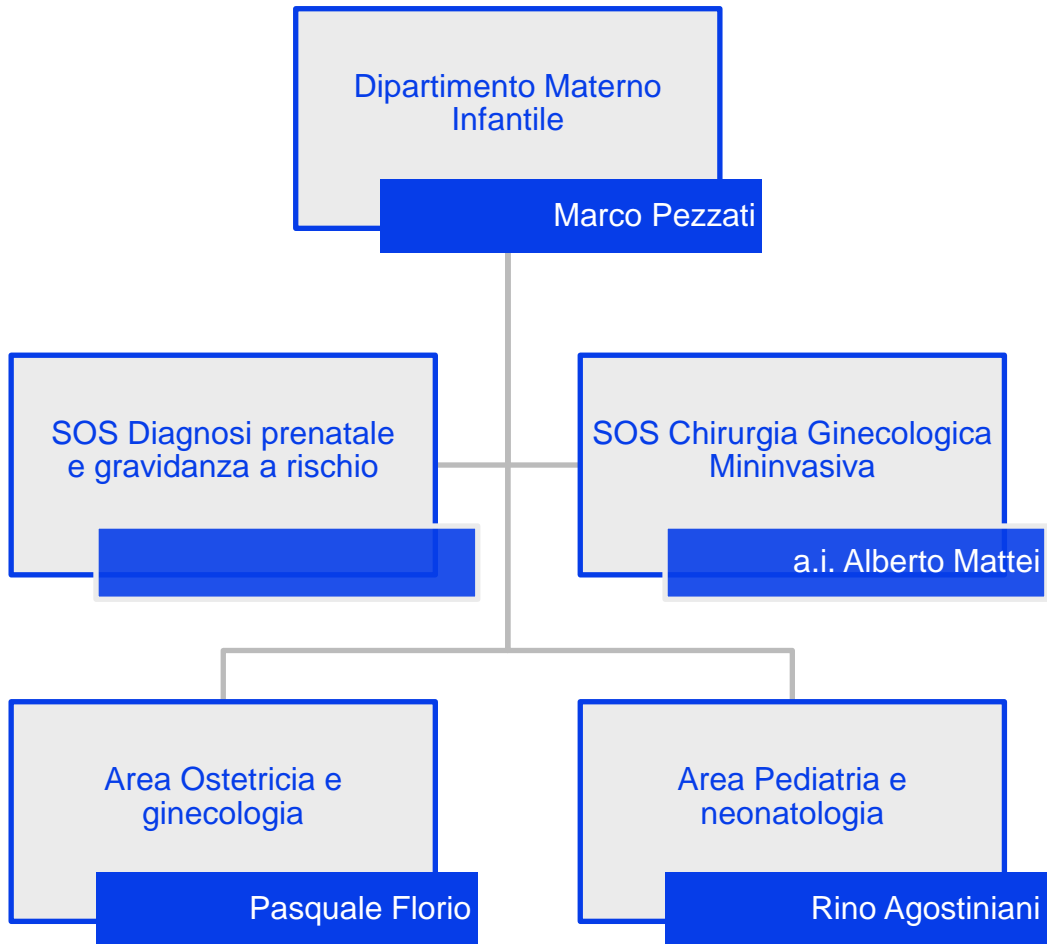 Dipartimento Materno
Infantile
Marco Pezzati
SOS Diagnosi prenatale
e gravidanza a rischio
SOS Chirurgia Ginecologica
Mininvasiva
a.i. Alberto Mattei
Area Ostetricia e
ginecologia
Pasquale Florio
Area Pediatria e
neonatologia
Rino Agostiniani